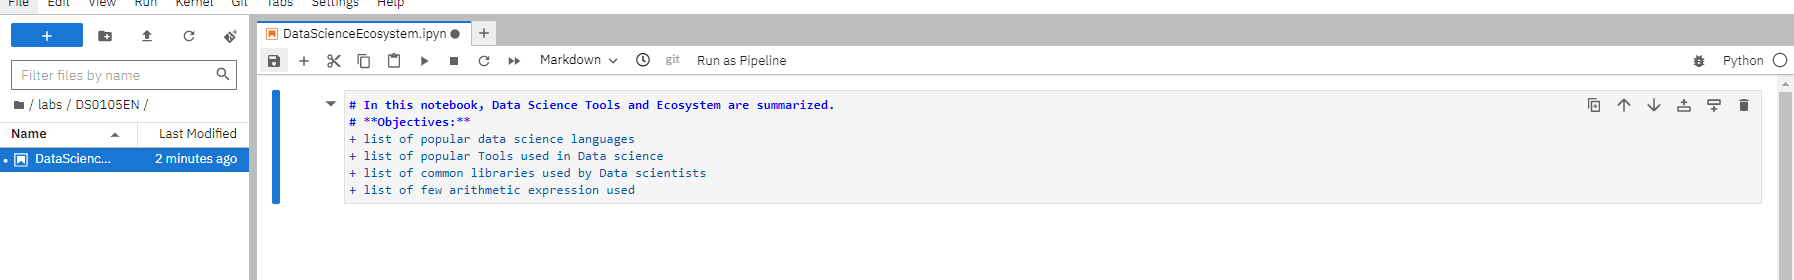 File Edit View Run Kernel Git Tabs Settings Help
DataScienceEcosystem.ipyn
Filter files by name
Markdown git Run as Pipeline Python
/ labs / DS0105EN /
Name Last Modified
DataScienc... 2 minutes ago
# In this notebook, Data Science Tools and Ecosystem are summarized.
# **Objectives:**
+ list of popular data science languages
+ list of popular Tools used in Data science
+ list of common libraries used by Data scientists
+ list of few arithmetic expression used